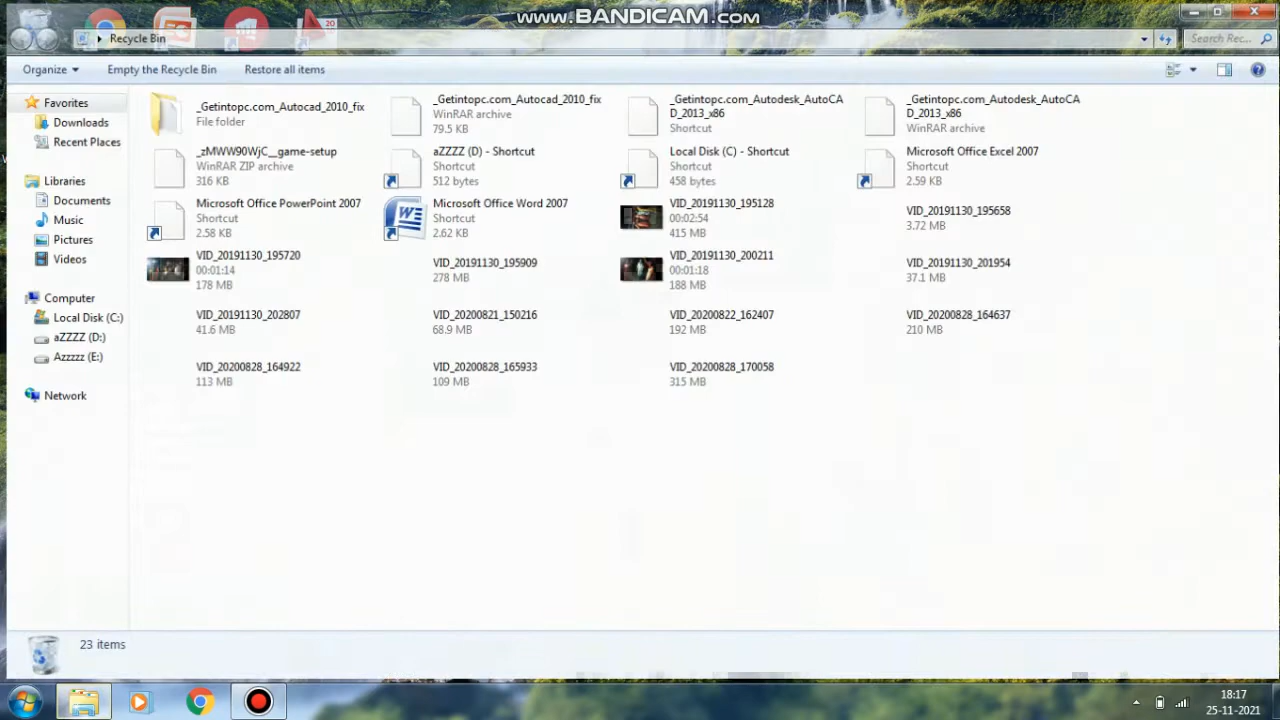 www.BANDICAM.com
20
Recycle Bin
Search Rec...
Organize
Empty the Recycle Bin
Restore all items
Favorites
Downloads
Recent Places
Libraries
Documents
Music
Pictures
Videos
Computer
Local Disk (C:)
aZZZZ (D:)
Azzzzz (E:)
Network
_Getintopc.com_Autocad_2010_fix
File folder
_Getintopc.com_Autocad_2010_fix
WinRAR archive
79.5 KB
_Getintopc.com_Autodesk_AutoCA
D_2013_x86
Shortcut
_Getintopc.com_Autodesk_AutoCA
D_2013_x86
WinRAR archive
_zMWW90WjC__game-setup
WinRAR ZIP archive
316 KB
aZZZZ (D) - Shortcut
Shortcut
512 bytes
Local Disk (C) - Shortcut
Shortcut
458 bytes
Microsoft Office Excel 2007
Shortcut
2.59 KB
Microsoft Office PowerPoint 2007
Shortcut
2.58 KB
Microsoft Office Word 2007
Shortcut
2.62 KB
VID_20191130_195128
00:02:54
415 MB
VID_20191130_195658
3.72 MB
VID_20191130_195720
00:01:14
178 MB
VID_20191130_195909
278 MB
VID_20191130_200211
00:01:18
188 MB
VID_20191130_201954
37.1 MB
VID_20191130_202807
41.6 MB
VID_20200821_150216
68.9 MB
VID_20200822_162407
192 MB
VID_20200828_164637
210 MB
VID_20200828_164922
113 MB
VID_20200828_165933
109 MB
VID_20200828_170058
315 MB
23 items
18:17
25-11-2021